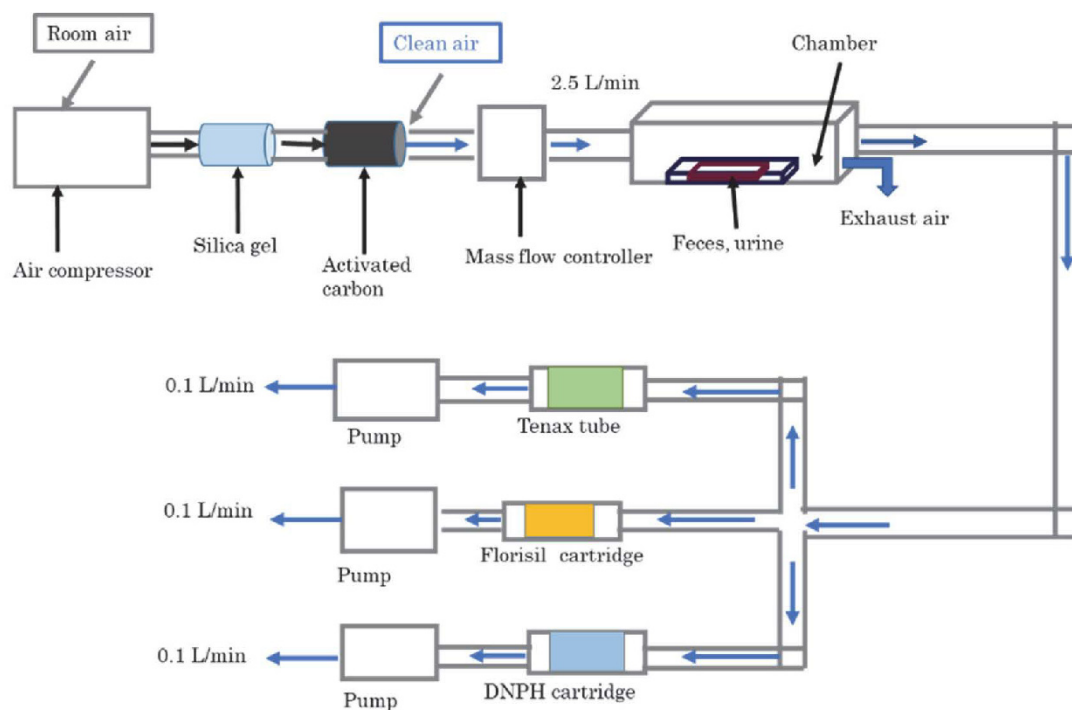 Room air
Clean air
Chamber
2.5 L/min
Silica gel
Air compressor
Activated
carbon
Mass flow controller
Feces, urine
Exhaust air
0.1 L/min
Pump
Tenax tube
0.1 L/min
Pump
Florisil cartridge
0.1 L/min
Pump
DNPH cartridge